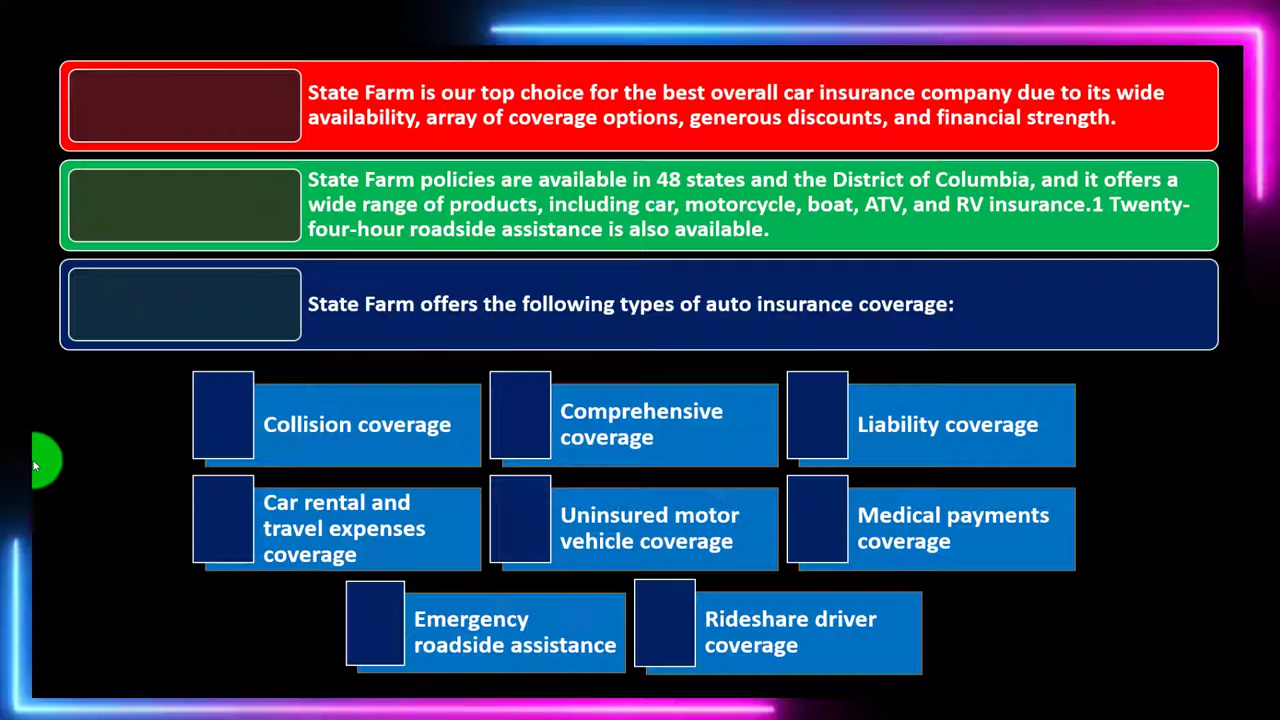 State Farm is our top choice for the best overall car insurance company due to its wide
availability, array of coverage options, generous discounts, and financial strength.
State Farm policies are available in 48 states and the District of Columbia, and it offers a
wide range of products, including car, motorcycle, boat, ATV, and RV insurance.1 Twenty-
four-hour roadside assistance is also available.
State Farm offers the following types of auto insurance coverage:
Collision coverage
Comprehensive
coverage
Liability coverage
Car rental and
travel expenses
coverage
Uninsured motor
vehicle coverage
Medical payments
coverage
Emergency
roadside assistance
Rideshare driver
coverage